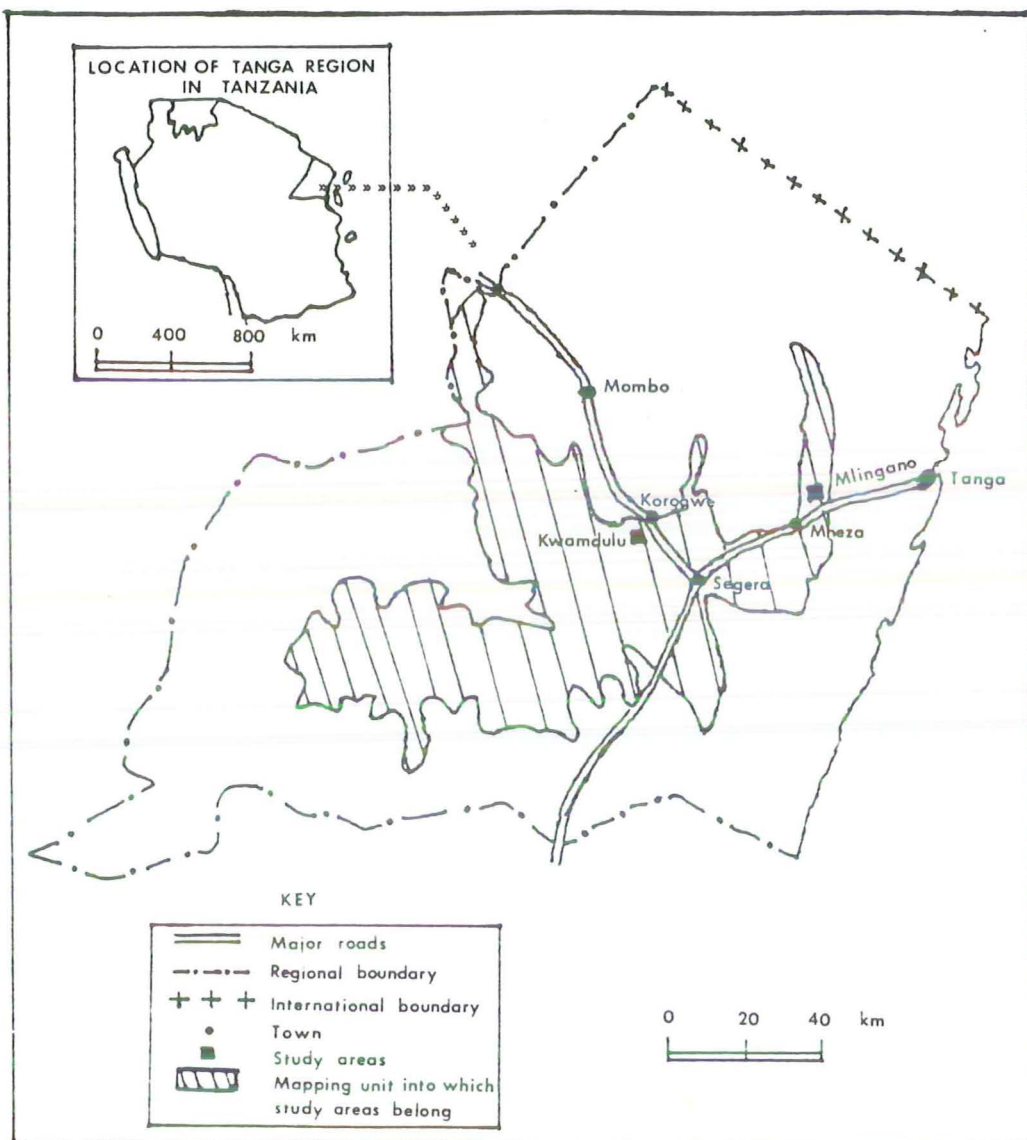 LOCATION OF TANGA REGION
IN TANZANIA
0 400 800 km
Mombo
Korogwe
Kwamdulu
Mlingano
Tanga
Mheza
Segera
KEY
Major roads
Regional boundary
International boundary
Town
Study areas
Mapping unit into which
study areas belong
0 20 40 km